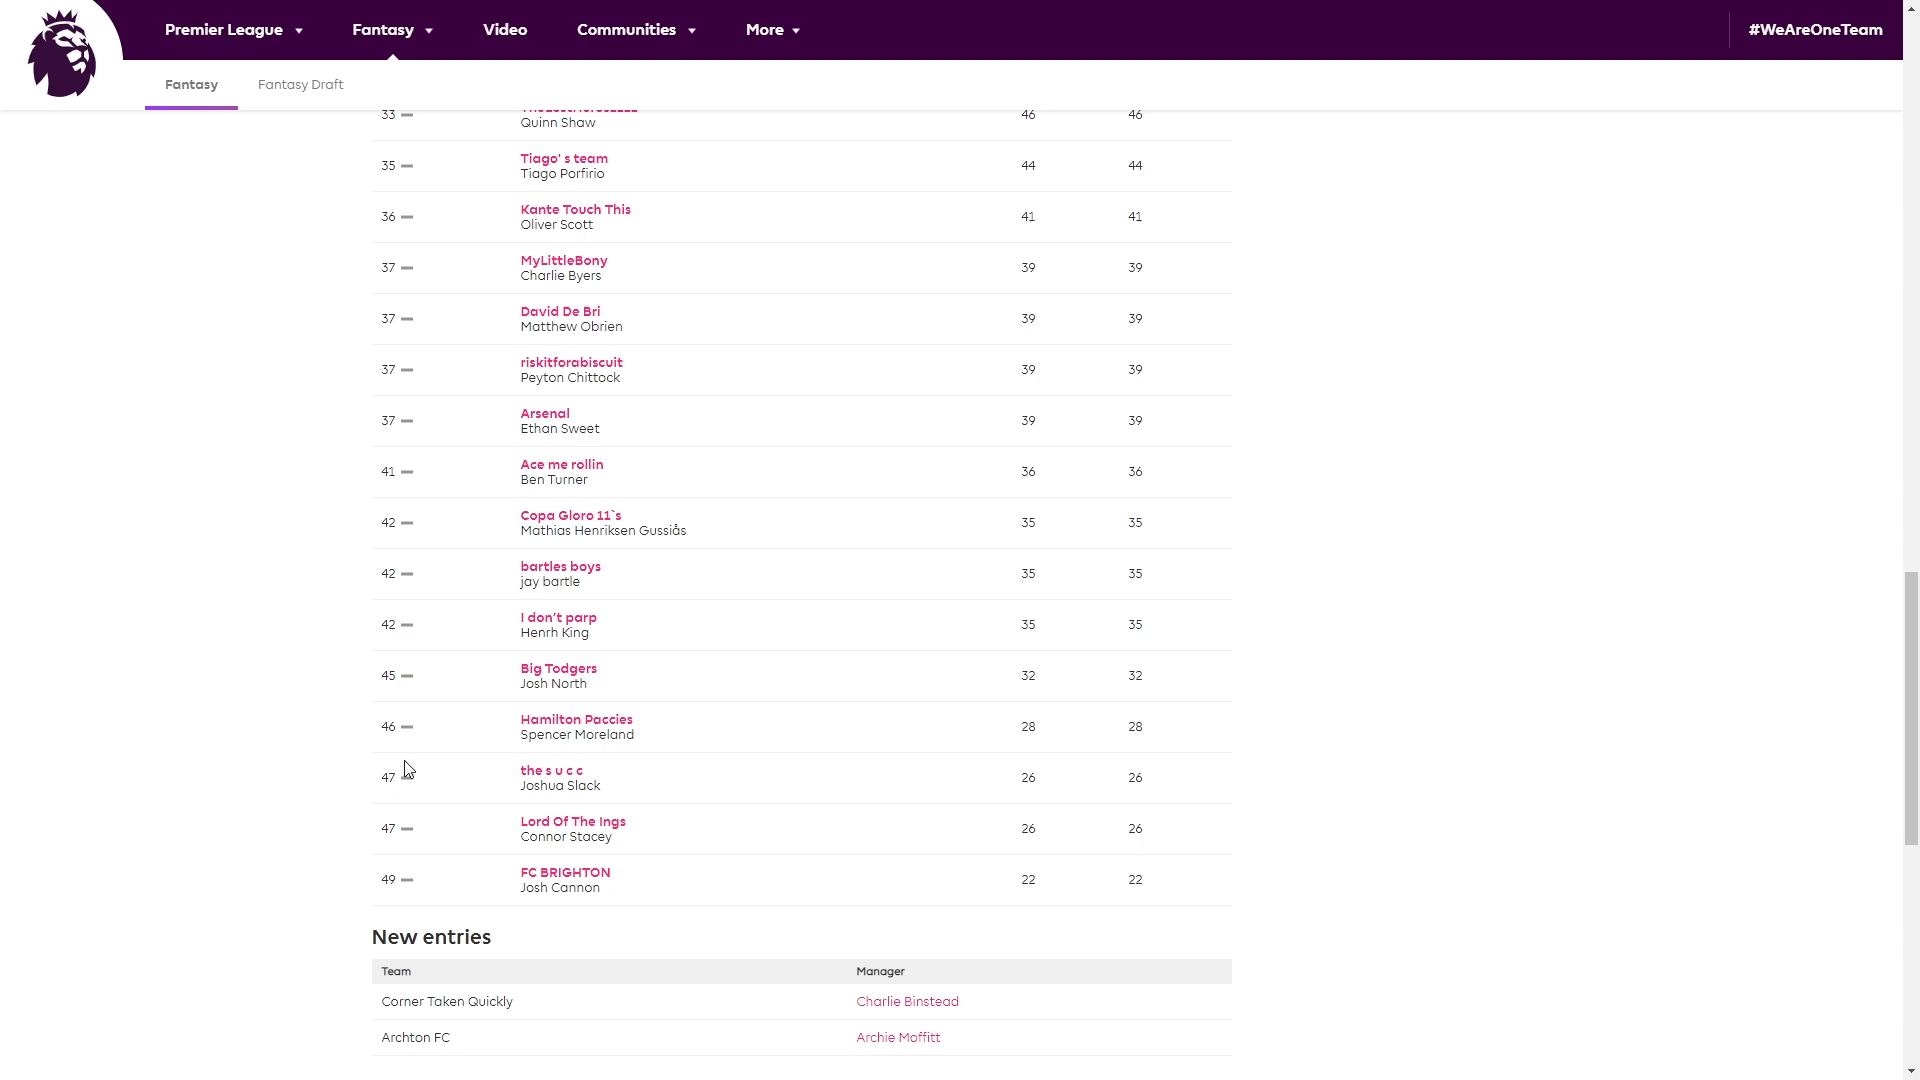 Premier League Fantasy Video Communities More #WeAreOneTeam
Fantasy Fantasy Draft
33 46 46
Quinn Shaw
Tiago' s team
35 44 44
Tiago Porfirio
Kante Touch This
36 41 41
Oliver Scott
MyLittleBony
37 39 39
Charlie Byers
David De Bri
37 39 39
Matthew Obrien
riskitforabiscuit
37 39 39
Peyton Chittock
Arsenal
37 39 39
Ethan Sweet
Ace me rollin
41 36 36
Ben Turner
Copa Gloro 11`s
42 35 35
Mathias Henriksen Gussiås
bartles boys
42 35 35
jay bartle
I don’t parp
42 35 35
Henrh King
Big Todgers
45 32 32
Josh North
Hamilton Paccies
46 28 28
Spencer Moreland
the s u c c
47 26 26
Joshua Slack
Lord Of The Ings
47 26 26
Connor Stacey
FC BRIGHTON
49 22 22
Josh Cannon
New entries
Team Manager
Corner Taken Quickly Charlie Binstead
Archton FC Archie Moffitt